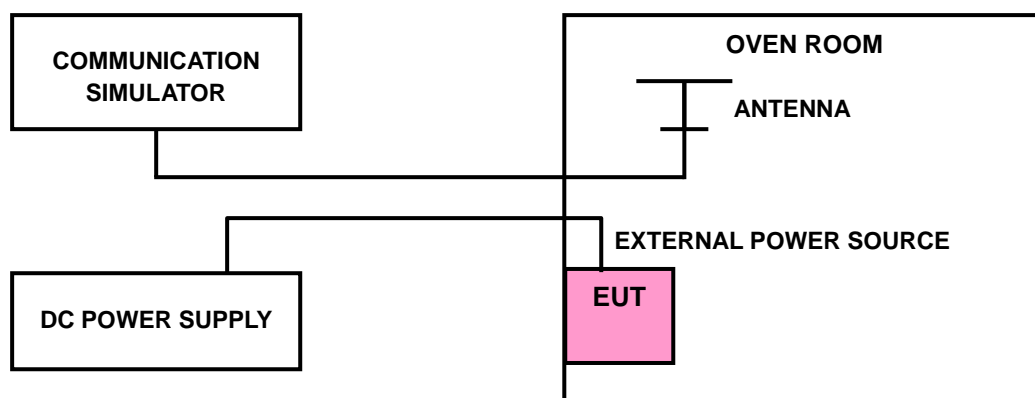 COMMUNICATION
SIMULATOR
OVEN ROOM
ANTENNA
EXTERNAL POWER SOURCE
EUT
DC POWER SUPPLY